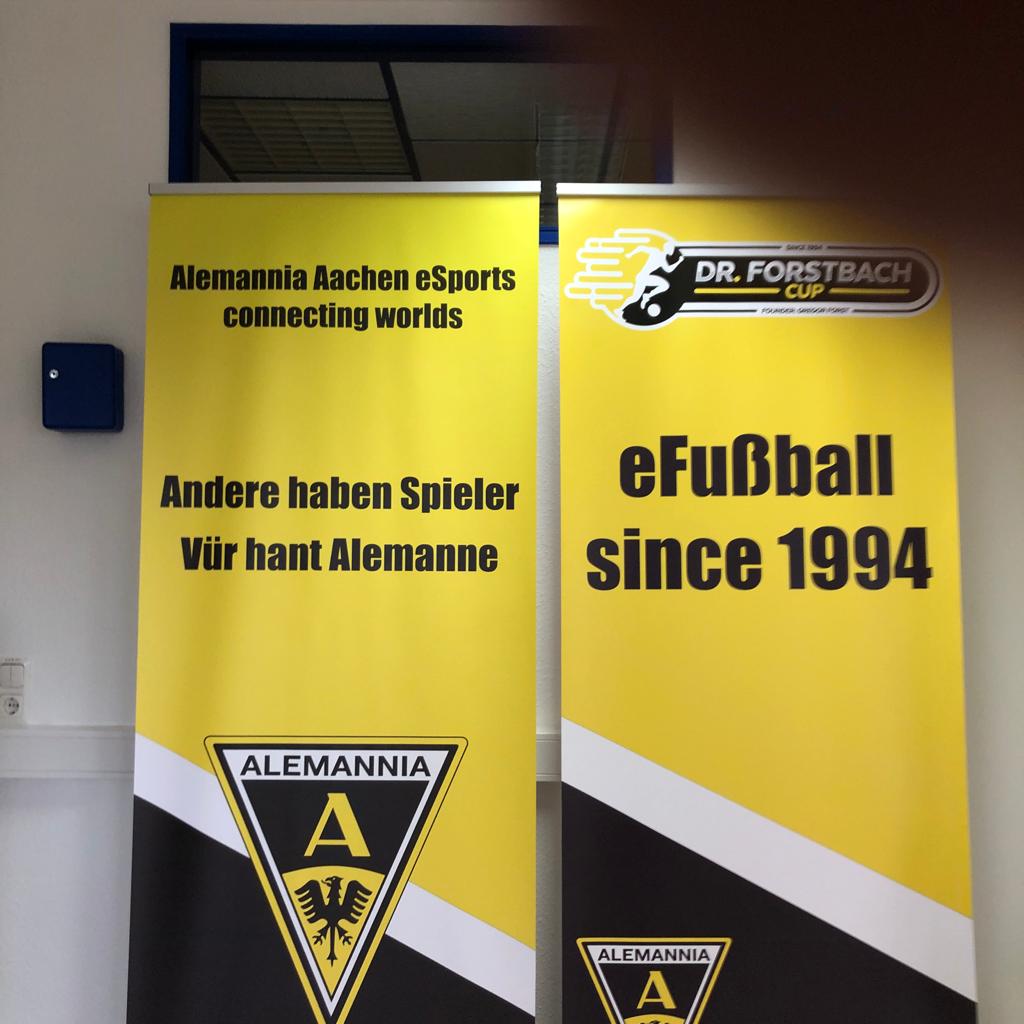 Alemannia Aachen eSports
connecting worlds
Andere haben Spieler
Vür hant Alemanne
ALEMANNIA
A
SINCE 1994
DR. FORSTBACH
CUP
FOUNDER: GREGOR FORST
eFußball
since 1994
ALEMANNIA
A